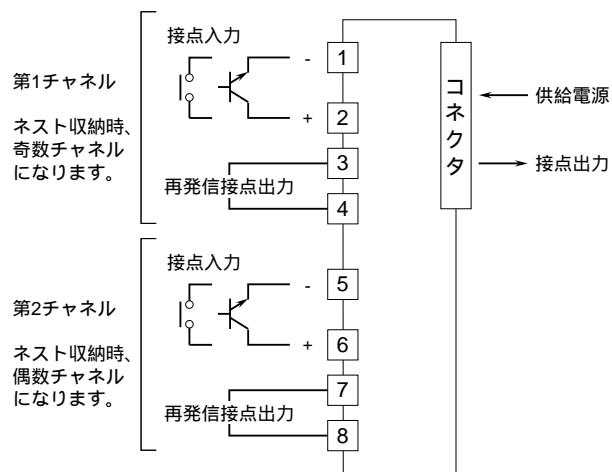 接点入力
第1チャネル
ネスト収納時、
奇数チャネル
になります。
-
+
再発信接点出力
1
2
3
4
接点入力
第2チャネル
ネスト収納時、
偶数チャネル
になります。
-
+
再発信接点出力
5
6
7
8
コネクタ
供給電源
接点出力